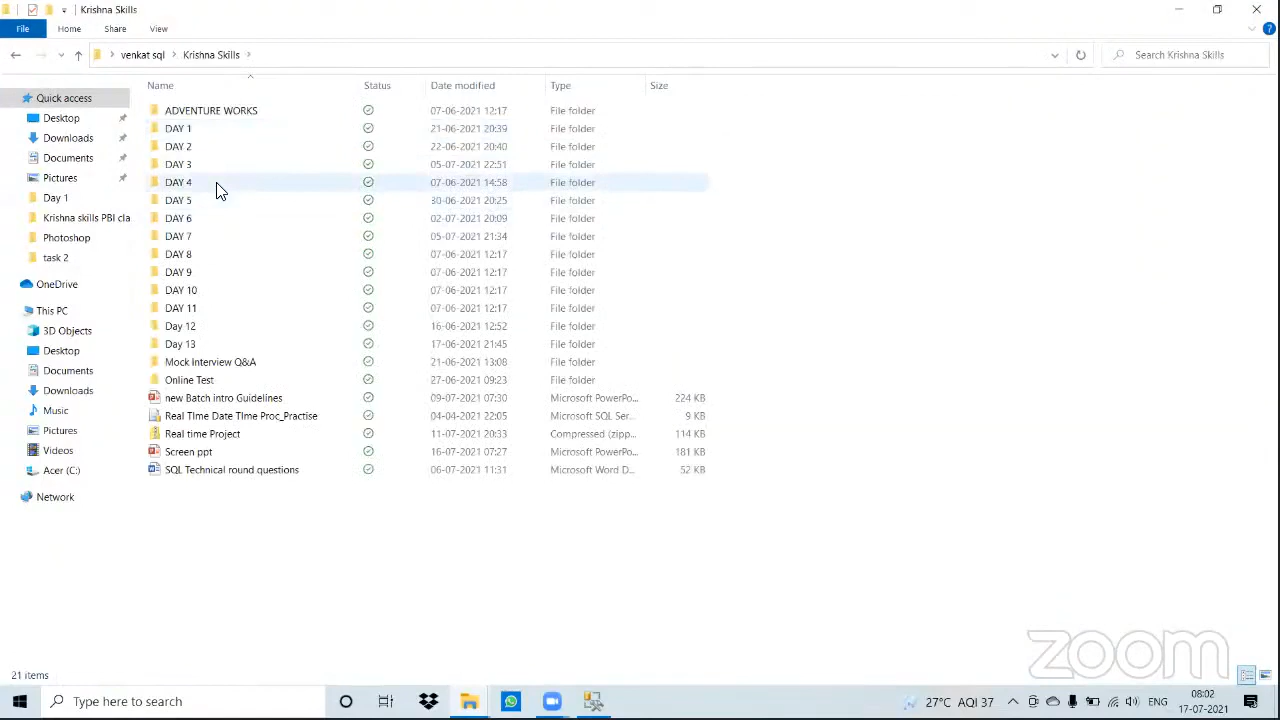 Krishna Skills
File Home Share View
venkat sql Krishna Skills Search Krishna Skills
Name Status Date modified Type Size
Quick access
Desktop
Downloads
Documents
Pictures
Day 1
Krishna skills PBI cla
Photoshop
task 2
OneDrive
This PC
3D Objects
Desktop
Documents
Downloads
Music
Pictures
Videos
Acer (C:)
Network
ADVENTURE WORKS 07-06-2021 12:17 File folder
DAY 1 21-06-2021 20:39 File folder
DAY 2 22-06-2021 20:40 File folder
DAY 3 05-07-2021 22:51 File folder
DAY 4 07-06-2021 14:58 File folder
DAY 5 30-06-2021 20:25 File folder
DAY 6 02-07-2021 20:09 File folder
DAY 7 05-07-2021 21:34 File folder
DAY 8 07-06-2021 12:17 File folder
DAY 9 07-06-2021 12:17 File folder
DAY 10 07-06-2021 12:17 File folder
DAY 11 07-06-2021 12:17 File folder
Day 12 16-06-2021 12:52 File folder
Day 13 17-06-2021 21:45 File folder
Mock Interview Q&A 21-06-2021 13:08 File folder
Online Test 27-06-2021 09:23 File folder
new Batch intro Guidelines 09-07-2021 07:30 Microsoft PowerPo... 224 KB
Real TIme Date TIme Proc_Practise 04-04-2021 22:05 Microsoft SQL Ser... 9 KB
Real time Project 11-07-2021 20:33 Compressed (zipp... 114 KB
Screen ppt 16-07-2021 07:27 Microsoft PowerPo... 181 KB
SQL Technical round questions 06-07-2021 11:31 Microsoft Word D... 52 KB
zoom
21 items
Type here to search 27°C AQI 37 ENG 08:02
17-07-2021